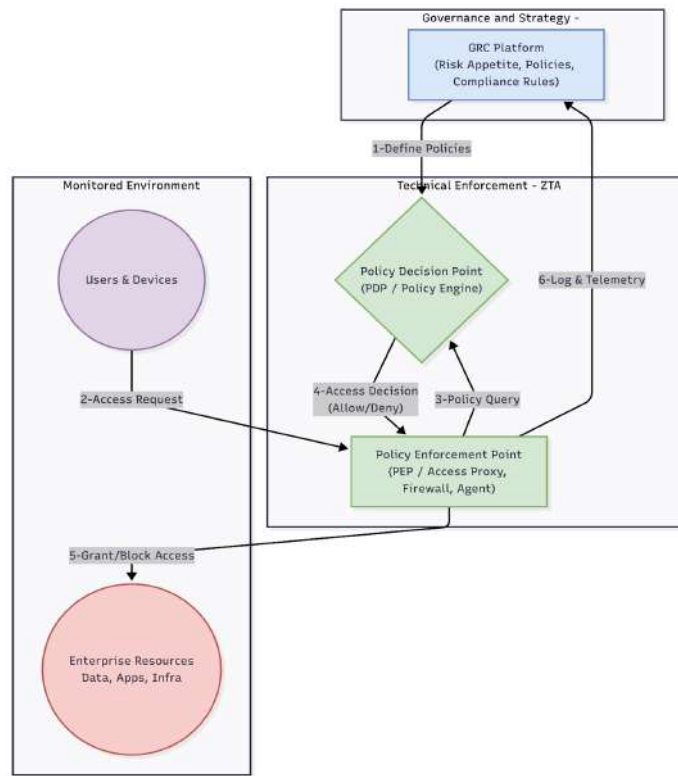 Governance and Strategy -
GRC Platform
(Risk Appetite, Policies,
Compliance Rules)
1-Define Policies
Monitored Environment
Technical Enforcement - ZTA
Users & Devices
Policy Decision Point
(PDP / Policy Engine)
6-Log & Telemetry
2-Access Request
4-Access Decision
(Allow/Deny)
3-Policy Query
Policy Enforcement Point
(PEP / Access Proxy,
Firewall, Agent)
5-Grant/Block Access
Enterprise Resources
Data, Apps, Infra